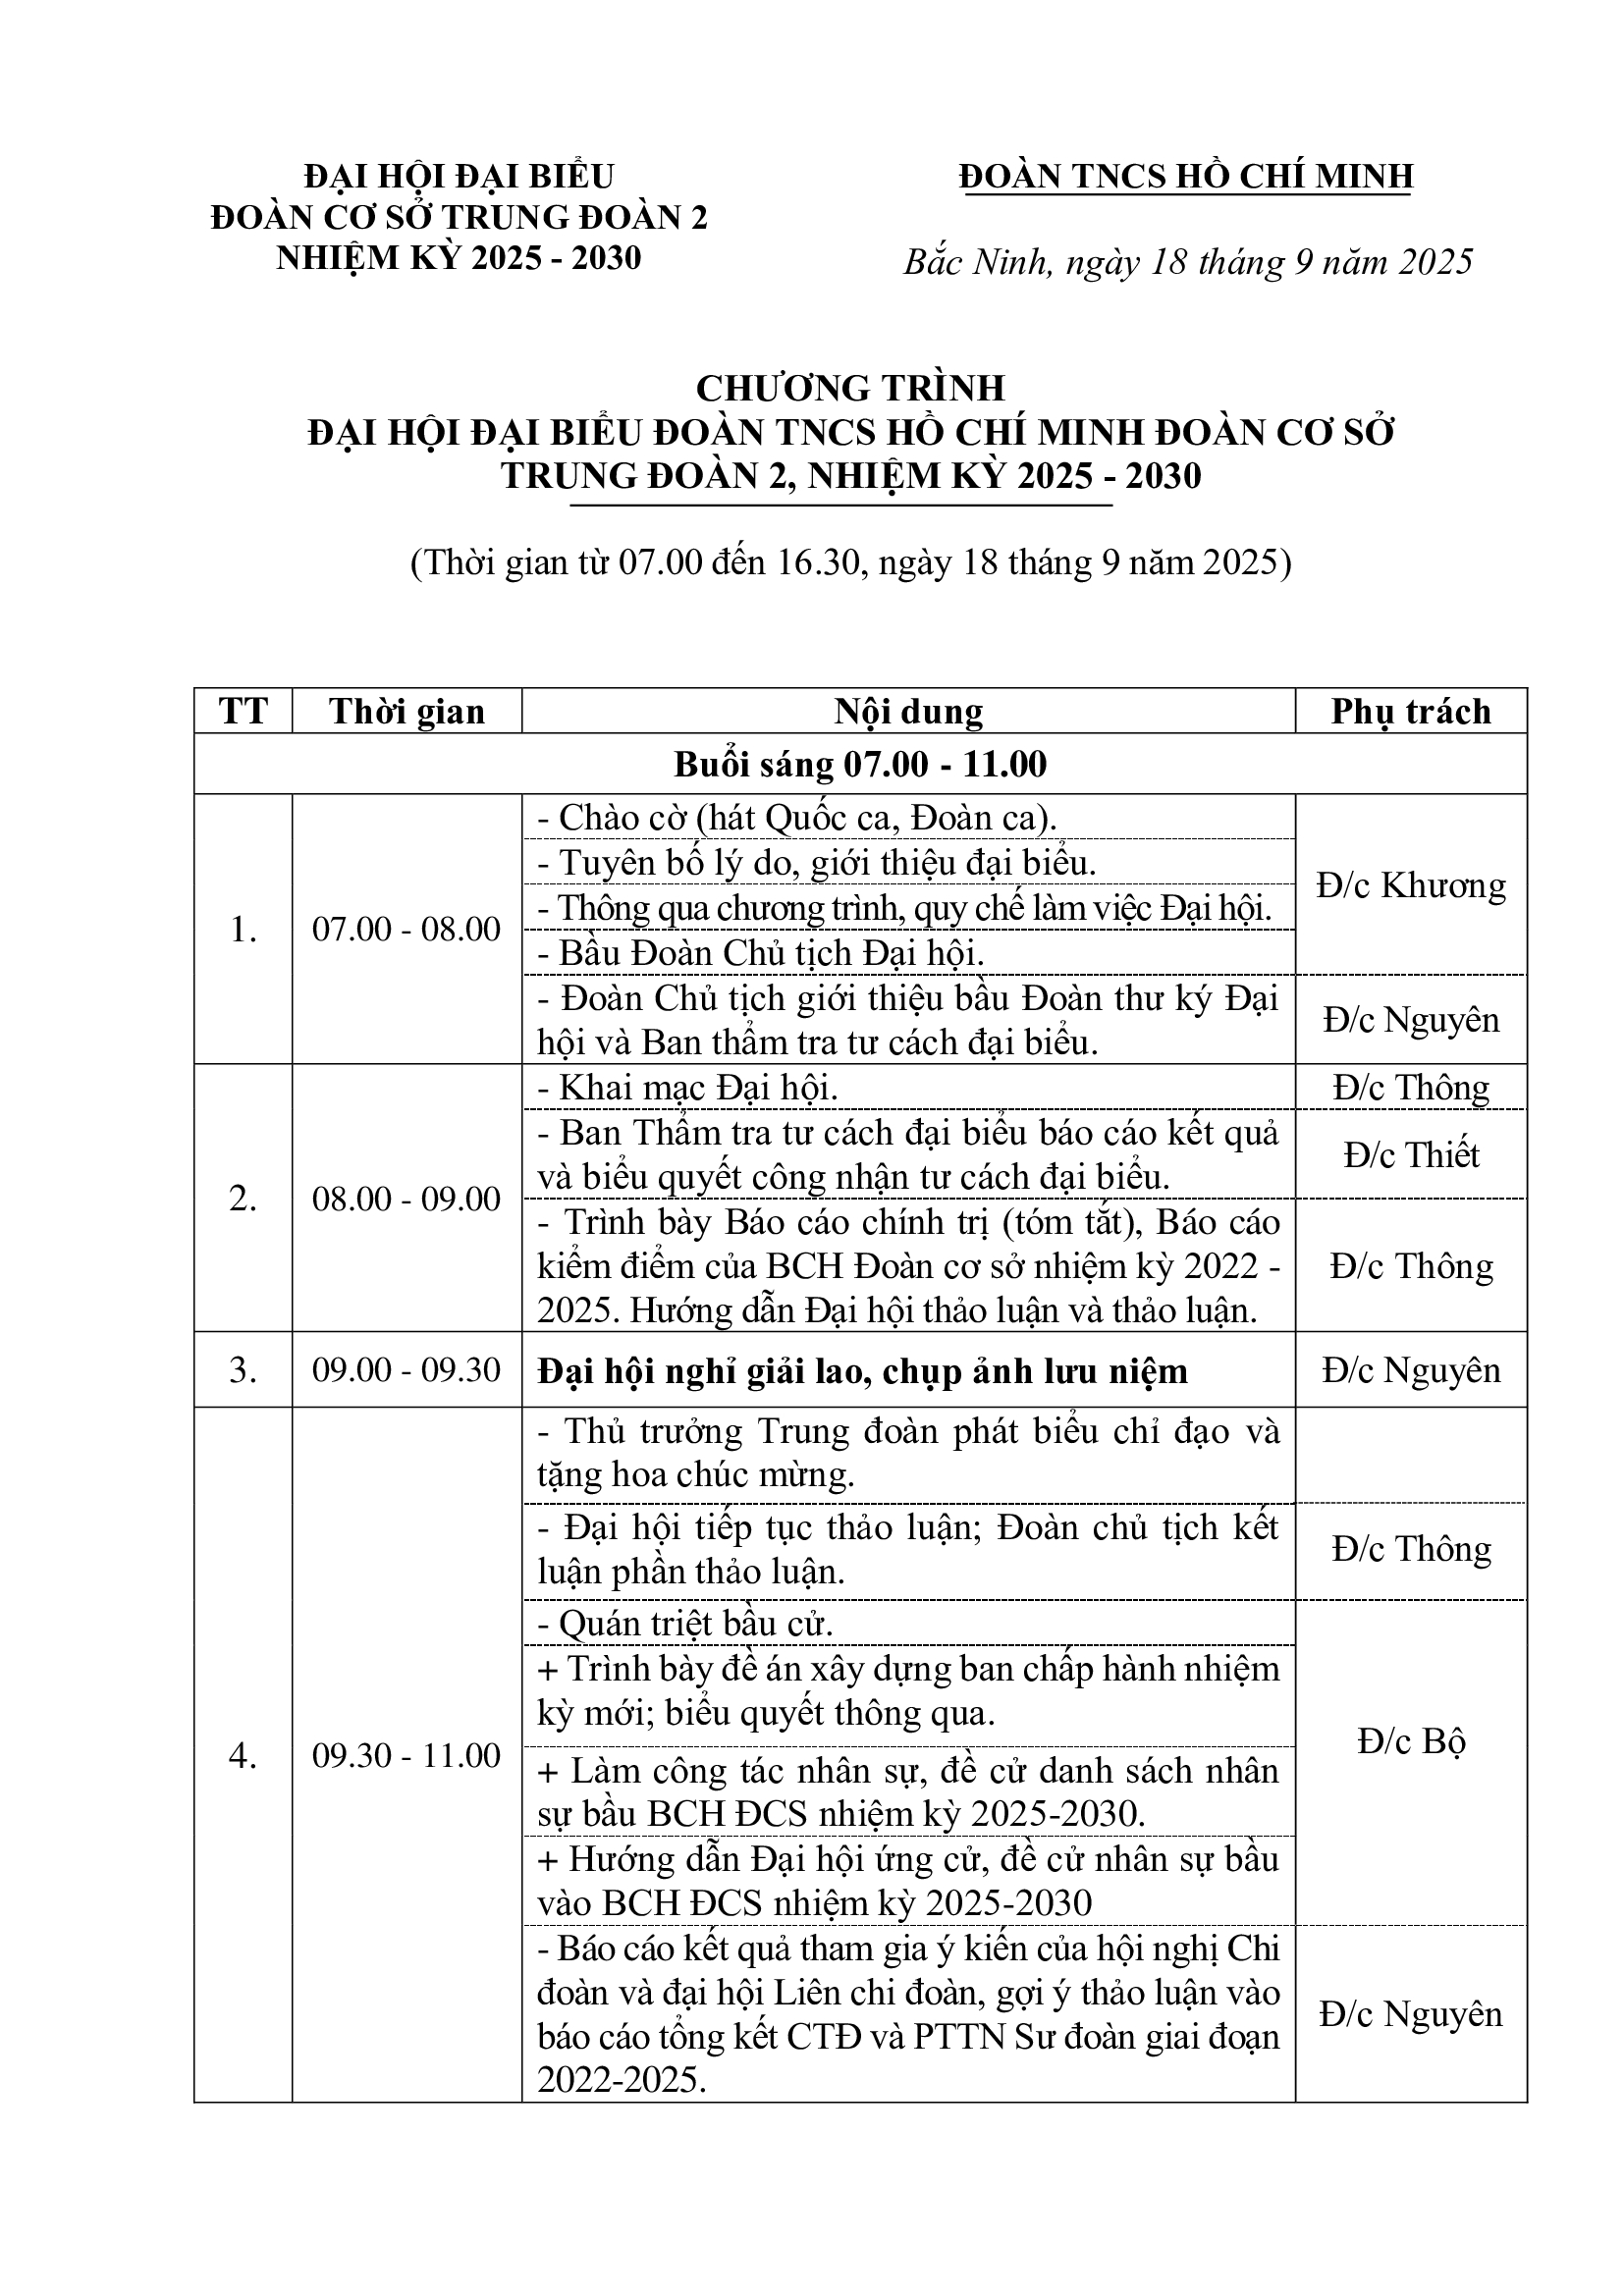 ĐẠI HỘI ĐẠI BIỂU
ĐOÀN CƠ SỞ TRUNG ĐOÀN 2
NHIỆM KỲ 2025 - 2030
ĐOÀN TNCS HỒ CHÍ MINH
Bắc Ninh, ngày 18 tháng 9 năm 2025
CHƯƠNG TRÌNH
ĐẠI HỘI ĐẠI BIỂU ĐOÀN TNCS HỒ CHÍ MINH ĐOÀN CƠ SỞ
TRUNG ĐOÀN 2, NHIỆM KỲ 2025 - 2030
(Thời gian từ 07.00 đến 16.30, ngày 18 tháng 9 năm 2025)
TT Thời gian Nội dung Phụ trách
Buổi sáng 07.00 - 11.00
1. 07.00 - 08.00
- Chào cờ (hát Quốc ca, Đoàn ca).
- Tuyên bố lý do, giới thiệu đại biểu.
- Thông qua chương trình, quy chế làm việc Đại hội.
- Bầu Đoàn Chủ tịch Đại hội.
Đ/c Khương
- Đoàn Chủ tịch giới thiệu bầu Đoàn thư ký Đại
hội và Ban thẩm tra tư cách đại biểu.
Đ/c Nguyên
2. 08.00 - 09.00
- Khai mạc Đại hội.
Đ/c Thông
- Ban Thẩm tra tư cách đại biểu báo cáo kết quả
và biểu quyết công nhận tư cách đại biểu.
Đ/c Thiết
- Trình bày Báo cáo chính trị (tóm tắt), Báo cáo
kiểm điểm của BCH Đoàn cơ sở nhiệm kỳ 2022 -
2025. Hướng dẫn Đại hội thảo luận và thảo luận.
Đ/c Thông
3. 09.00 - 09.30 Đại hội nghỉ giải lao, chụp ảnh lưu niệm Đ/c Nguyên
4. 09.30 - 11.00
- Thủ trưởng Trung đoàn phát biểu chỉ đạo và
tặng hoa chúc mừng.
- Đại hội tiếp tục thảo luận; Đoàn chủ tịch kết
luận phần thảo luận.
Đ/c Thông
- Quán triệt bầu cử.
+ Trình bày đề án xây dựng ban chấp hành nhiệm
kỳ mới; biểu quyết thông qua.
+ Làm công tác nhân sự, đề cử danh sách nhân
sự bầu BCH ĐCS nhiệm kỳ 2025-2030.
+ Hướng dẫn Đại hội ứng cử, đề cử nhân sự bầu
vào BCH ĐCS nhiệm kỳ 2025-2030
Đ/c Bộ
- Báo cáo kết quả tham gia ý kiến của hội nghị Chi
đoàn và đại hội Liên chi đoàn, gợi ý thảo luận vào
báo cáo tổng kết CTĐ và PTTN Sư đoàn giai đoạn
2022-2025.
Đ/c Nguyên